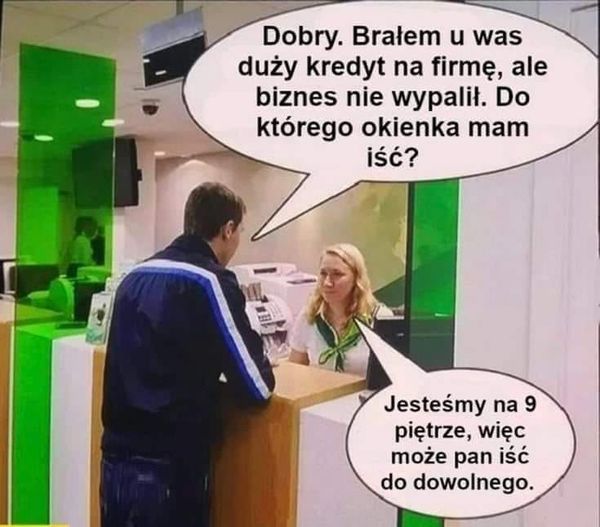 Dobry. Brałem u was
duży kredyt na firmę, ale
biznes nie wypalił. Do
którego okienka mam
iść?
Jesteśmy na 9
piętrze, więc
może pan iść
do dowolnego.